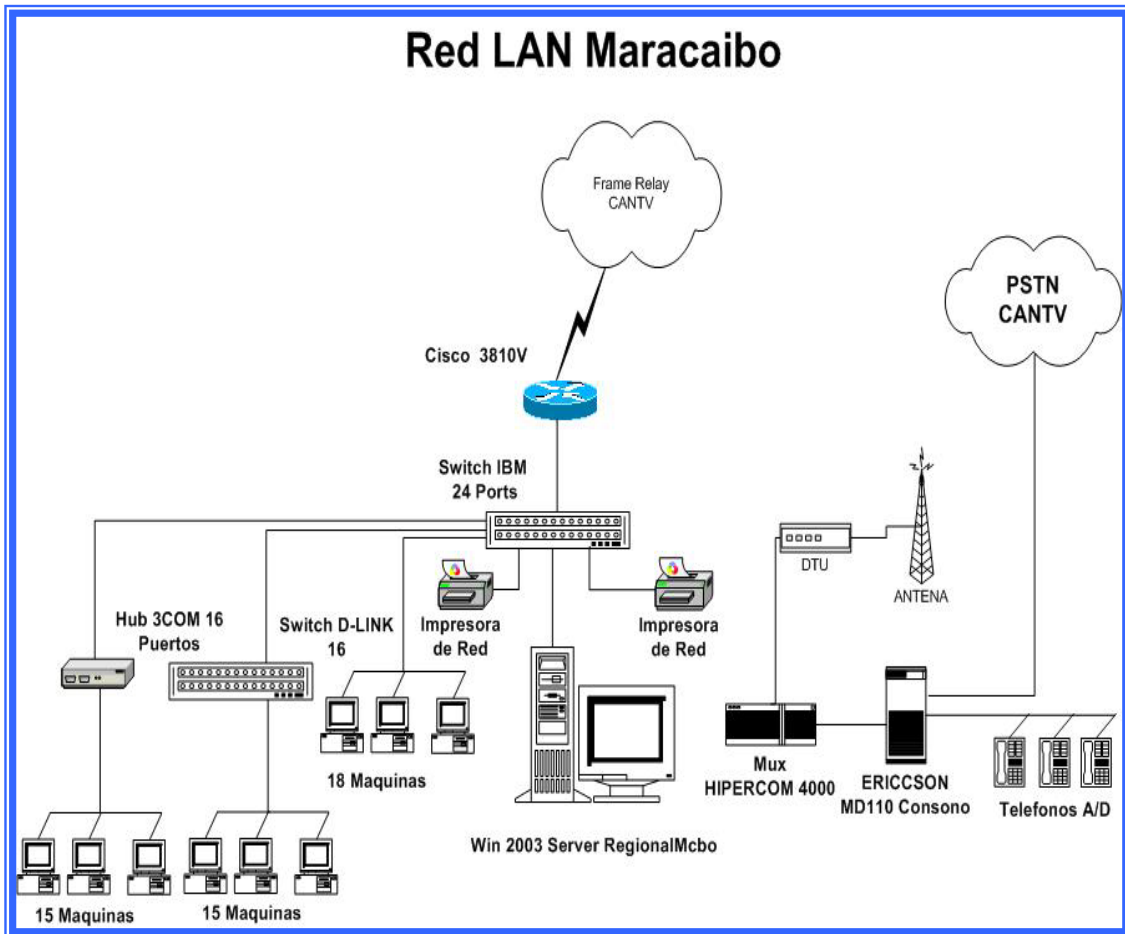 Red LAN Maracaibo
Frame Relay
CANTV
PSTN
CANTV
Cisco 3810V
Switch IBM
24 Ports
DTU
ANTENA
Hub 3COM 16
Puertos
Switch D-LINK
16
Impresora
de Red
Impresora
de Red
18 Maquinas
Mux
HIPERCOM 4000
ERICCSON
MD110 Consono
Telefonos A/D
Win 2003 Server RegionalMcbo
15 Maquinas
15 Maquinas